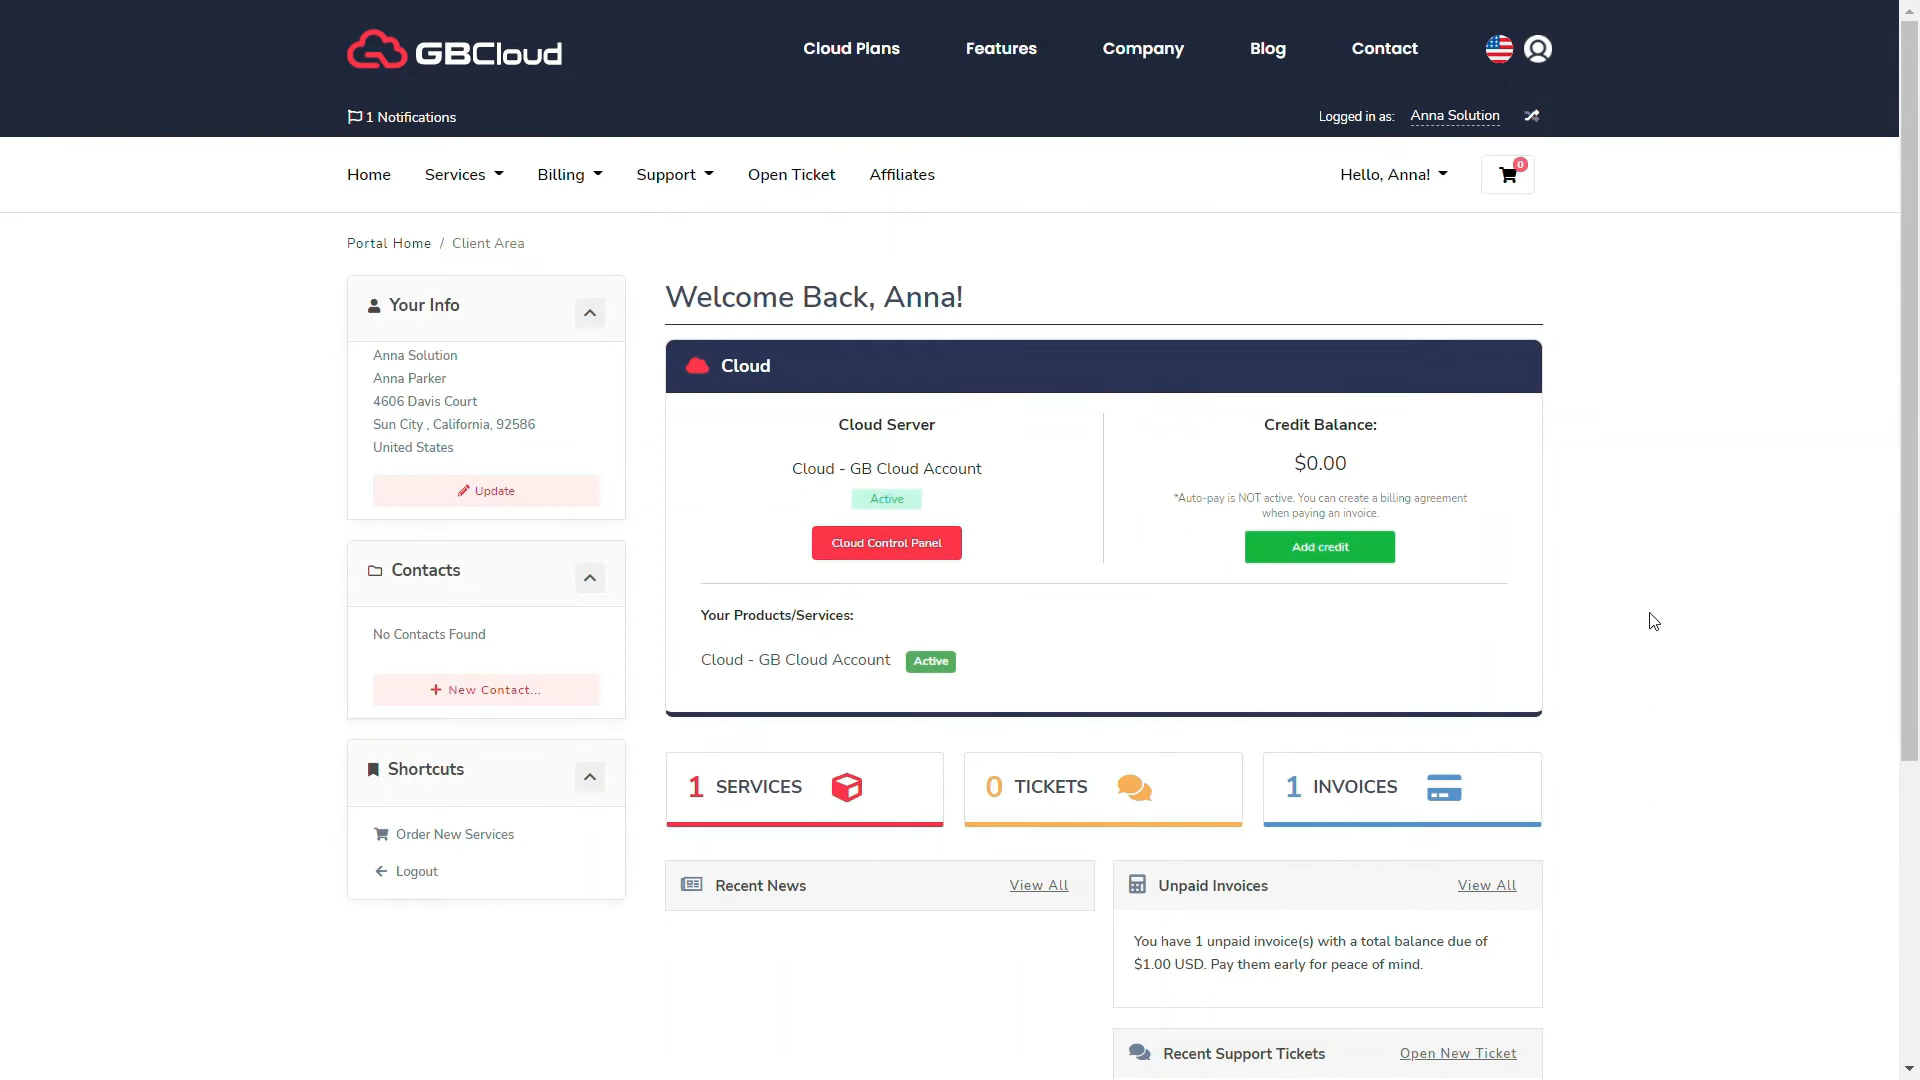 GBCloud
Cloud Plans
Features
Company
Blog
Contact
1 Notifications
Logged in as: Anna Solution
Home
Services
Billing
Support
Open Ticket
Affiliates
Hello, Anna!
0
Portal Home / Client Area
Your Info
Anna Solution
Anna Parker
4606 Davis Court
Sun City , California, 92586
United States
Update
Contacts
No Contacts Found
New Contact...
Shortcuts
Order New Services
Logout
Welcome Back, Anna!
Cloud
Cloud Server
Cloud - GB Cloud Account
Active
Cloud Control Panel
Credit Balance:
$0.00
*Auto-pay is NOT active. You can create a billing agreement
when paying an invoice.
Add credit
Your Products/Services:
Cloud - GB Cloud Account Active
1 SERVICES
0 TICKETS
1 INVOICES
Recent News
View All
Unpaid Invoices
View All
You have 1 unpaid invoice(s) with a total balance due of
$1.00 USD. Pay them early for peace of mind.
Recent Support Tickets
Open New Ticket